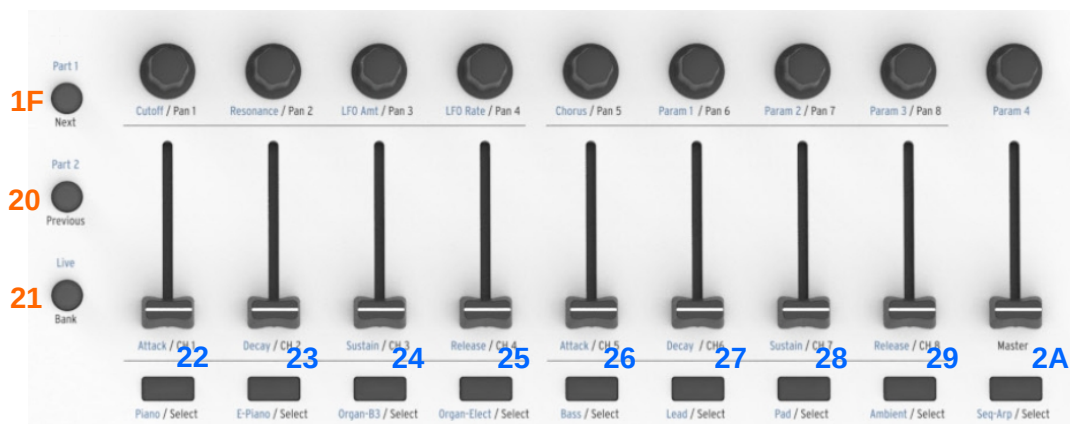 Part 1
1F
Next
Cutoff / Pan 1 Resonance / Pan 2 LFO Amt / Pan 3 LFO Rate / Pan 4 Chorus / Pan 5 Param 1 / Pan 6 Param 2 / Pan 7 Param 3 / Pan 8 Param 4
Part 2
20
Previous
Live
21
Bank
Attack / CH 1 Decay / CH 2 Sustain / CH 3 Release / CH 4 Attack / CH 5 Decay / CH6 Sustain / CH 7 Release / CH 8 Master
22 23 24 25 26 27 28 29 2A
Piano / Select E-Piano / Select Organ-B3 / Select Organ-Elect / Select Bass / Select Lead / Select Pad / Select Ambient / Select Seq-Arp / Select